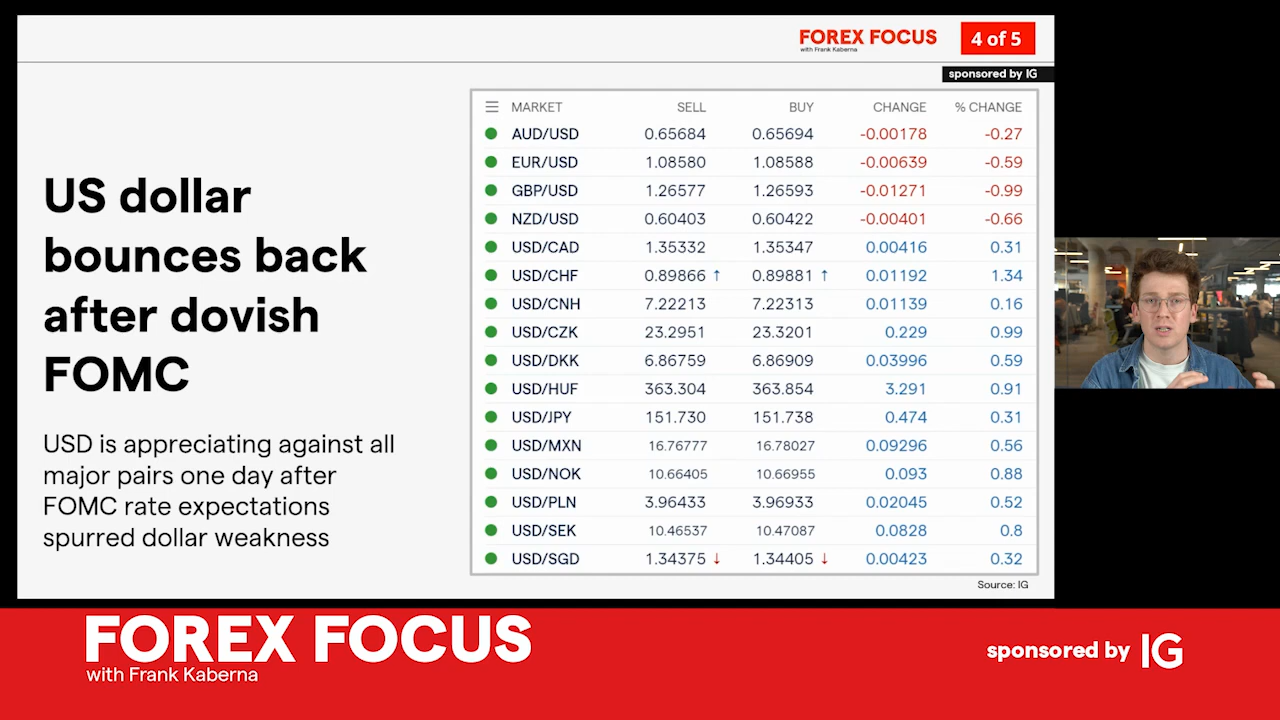 FOREX FOCUS
with Frank Kaberna
4 of 5
sponsored by IG
US dollar
bounces back
after dovish
FOMC
USD is appreciating against all
major pairs one day after
FOMC rate expectations
spurred dollar weakness
MARKET SELL BUY CHANGE % CHANGE
AUD/USD 0.65684 0.65694 -0.00178 -0.27
EUR/USD 1.08580 1.08588 -0.00639 -0.59
GBP/USD 1.26577 1.26593 -0.01271 -0.99
NZD/USD 0.60403 0.60422 -0.00401 -0.66
USD/CAD 1.35332 1.35347 0.00416 0.31
USD/CHF 0.89866 ↑ 0.89881 ↑ 0.01192 1.34
USD/CNH 7.22213 7.22313 0.01139 0.16
USD/CZK 23.2951 23.3201 0.229 0.99
USD/DKK 6.86759 6.86909 0.03996 0.59
USD/HUF 363.304 363.854 3.291 0.91
USD/JPY 151.730 151.738 0.474 0.31
USD/MXN 16.76777 16.78027 0.09296 0.56
USD/NOK 10.66405 10.66955 0.093 0.88
USD/PLN 3.96433 3.96933 0.02045 0.52
USD/SEK 10.46537 10.47087 0.0828 0.8
USD/SGD 1.34375 ↓ 1.34405 ↓ 0.00423 0.32
Source: IG
FOREX FOCUS
with Frank Kaberna
sponsored by IG